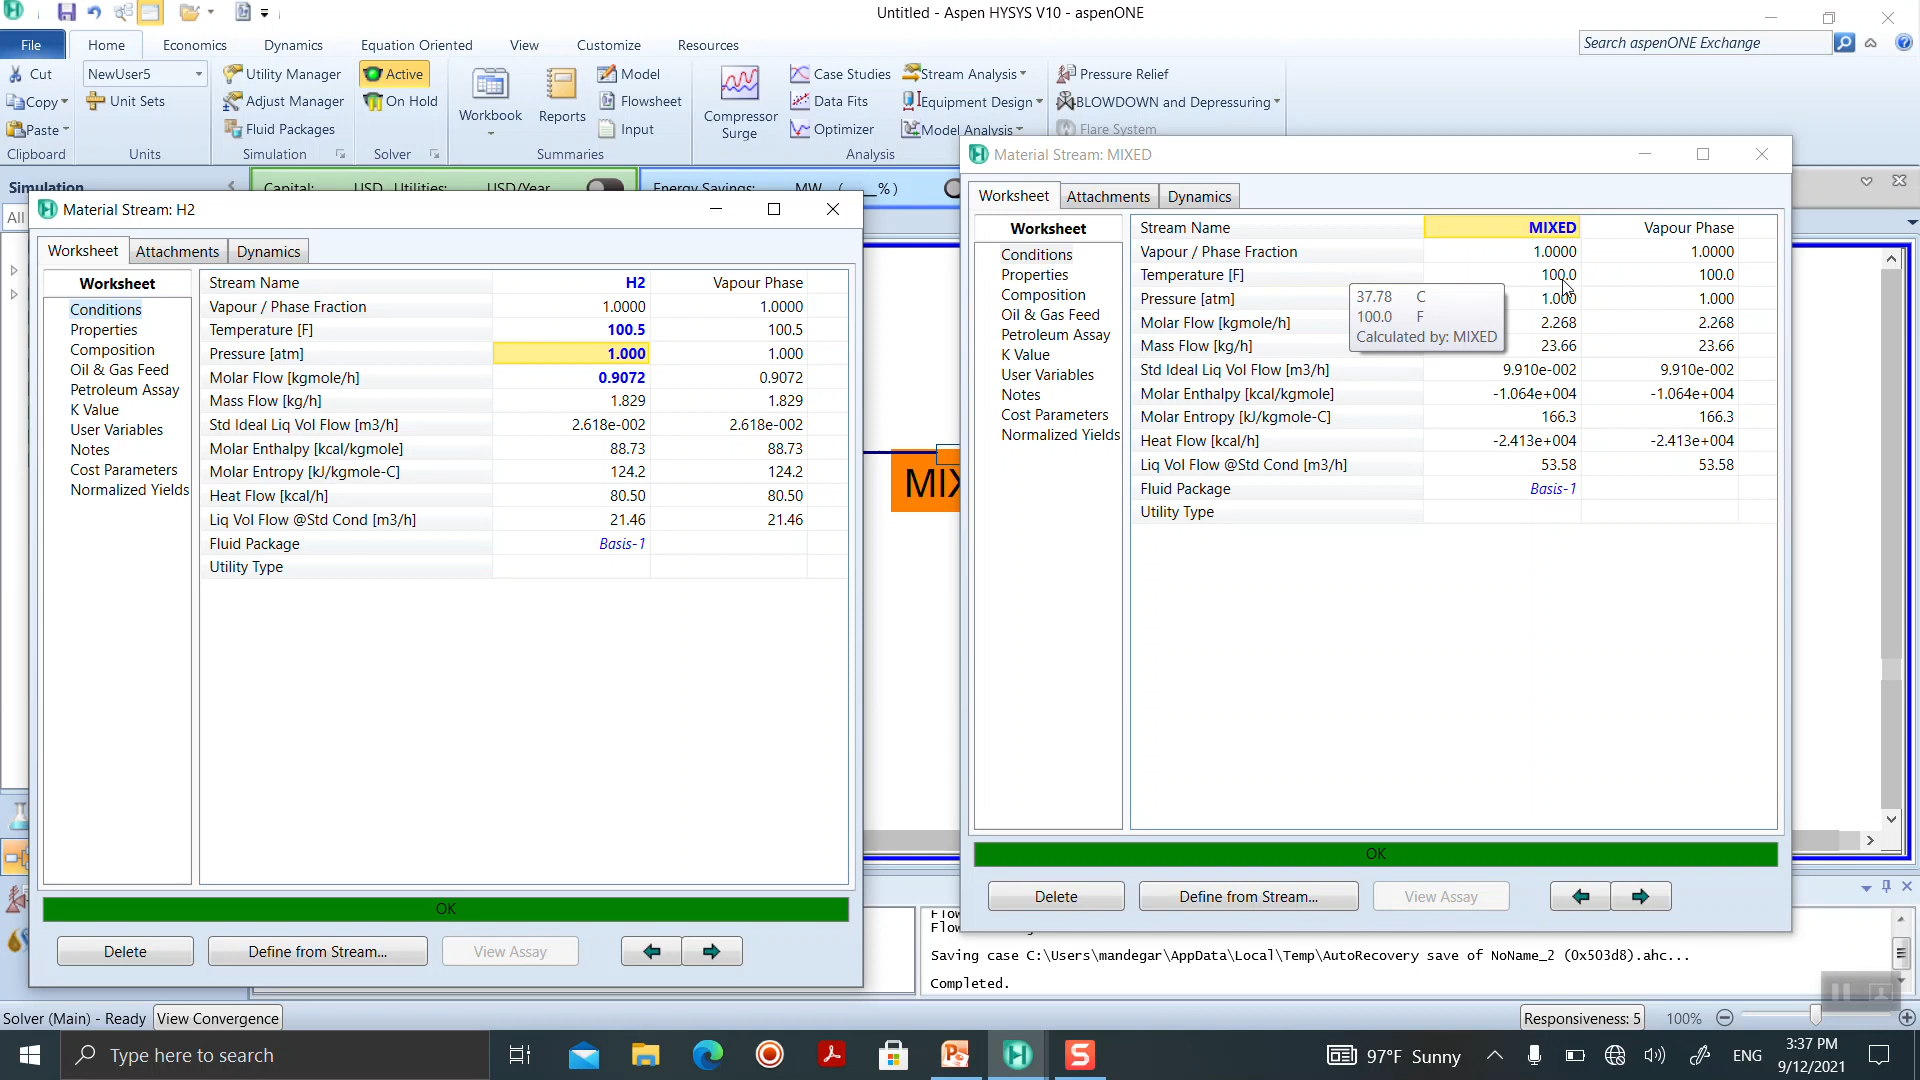 Untitled - Aspen HYSYS V10 - aspenONE
File Home Economics Dynamics Equation Oriented View Customize Resources
Search aspenONE Exchange
Cut
Copy
Paste
Clipboard
NewUser5
Unit Sets
Units
Utility Manager
Adjust Manager
Fluid Packages
Simulation
Active
On Hold
Solver
Workbook
Reports
Model
Flowsheet
Input
Summaries
Compressor
Surge
Case Studies
Data Fits
Optimizer
Stream Analysis
Equipment Design
Model Analysis
Analysis
Pressure Relief
BLOWDOWN and Depressuring
Flare System
Simulation
Capital: USD Utilities: USD/Year
Energy Savings: MW ( %)
All
Material Stream: H2
Worksheet Attachments Dynamics
Worksheet
Conditions
Properties
Composition
Oil & Gas Feed
Petroleum Assay
K Value
User Variables
Notes
Cost Parameters
Normalized Yields
Stream Name H2 Vapour Phase
Vapour / Phase Fraction 1.0000 1.0000
Temperature [F] 100.5 100.5
Pressure [atm] 1.000 1.000
Molar Flow [kgmole/h] 0.9072 0.9072
Mass Flow [kg/h] 1.829 1.829
Std Ideal Liq Vol Flow [m3/h] 2.618e-002 2.618e-002
Molar Enthalpy [kcal/kgmole] 88.73 88.73
Molar Entropy [kJ/kgmole-C] 124.2 124.2
Heat Flow [kcal/h] 80.50 80.50
Liq Vol Flow @Std Cond [m3/h] 21.46 21.46
Fluid Package Basis-1
Utility Type
OK
Delete
Define from Stream...
View Assay
MIX
Material Stream: MIXED
Worksheet Attachments Dynamics
Worksheet
Conditions
Properties
Composition
Oil & Gas Feed
Petroleum Assay
K Value
User Variables
Notes
Cost Parameters
Normalized Yields
Stream Name MIXED Vapour Phase
Vapour / Phase Fraction 1.0000 1.0000
Temperature [F] 100.0 100.0
Pressure [atm] 1.000 1.000
Molar Flow [kgmole/h] 2.268 2.268
Mass Flow [kg/h] 23.66 23.66
Std Ideal Liq Vol Flow [m3/h] 9.910e-002 9.910e-002
Molar Enthalpy [kcal/kgmole] -1.064e+004 -1.064e+004
Molar Entropy [kJ/kgmole-C] 166.3 166.3
Heat Flow [kcal/h] -2.413e+004 -2.413e+004
Liq Vol Flow @Std Cond [m3/h] 53.58 53.58
Fluid Package Basis-1
Utility Type
37.78 C
100.0 F
Calculated by: MIXED
OK
Delete
Define from Stream...
View Assay
Saving case C:\Users\mandegar\AppData\Local\Temp\AutoRecovery save of NoName_2 (0x503d8).ahc...
Completed.
Solver (Main) - Ready
View Convergence
Responsiveness: 5
100%
Type here to search
97°F Sunny
ENG
3:37 PM
9/12/2021